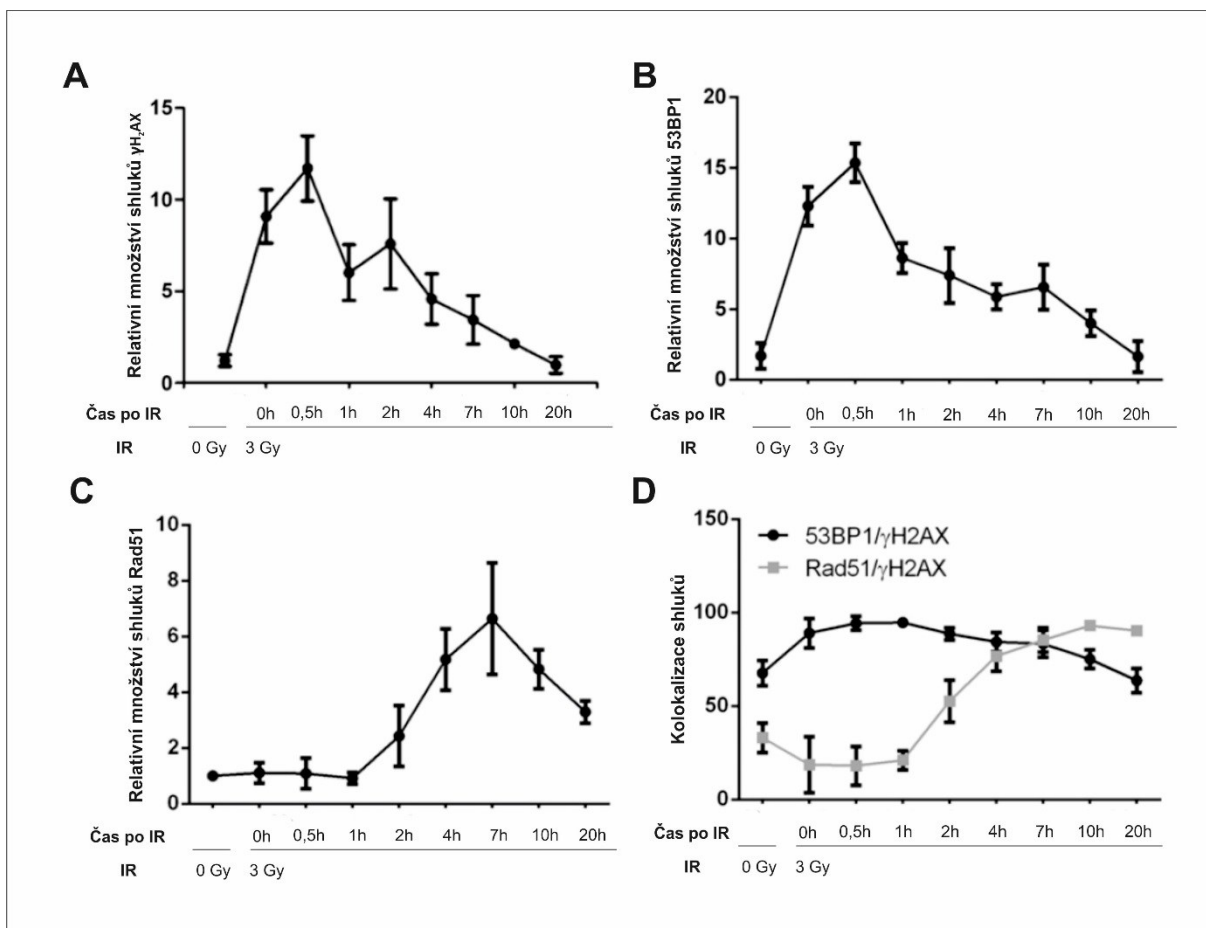 A
Relativní množství shluků γH₂AX
15
10
5
0
Čas po IR 0h 0,5h 1h 2h 4h 7h 10h 20h
IR 0 Gy 3 Gy
B
Relativní množství shluků 53BP1
20
15
10
5
0
Čas po IR 0h 0,5h 1h 2h 4h 7h 10h 20h
IR 0 Gy 3 Gy
C
Relativní množství shluků Rad51
10
8
6
4
2
0
Čas po IR 0h 0,5h 1h 2h 4h 7h 10h 20h
IR 0 Gy 3 Gy
D
Kolokalizace shluků
150
100
50
0
53BP1/γH2AX
Rad51/γH2AX
Čas po IR 0h 0,5h 1h 2h 4h 7h 10h 20h
IR 0 Gy 3 Gy